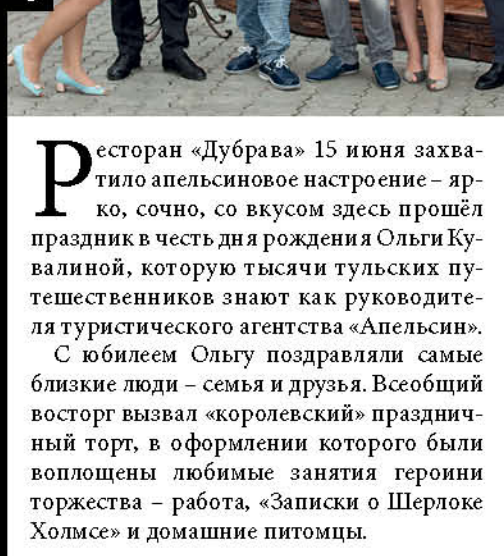 Ресторан «Дубрава» 15 июня захва-
тило апельсиновое настроение – яр-
ко, сочно, со вкусом здесь прошёл
праздник в честь дня рождения Ольги Ку-
валиной, которую тысячи тульских пу-
тешественников знают как руководите-
ля туристического агентства «Апельсин».
С юбилеем Ольгу поздравляли самые
близкие люди – семья и друзья. Всеобщий
восторг вызвал «королевский» празднич-
ный торт, в оформлении которого были
воплощены любимые занятия героини
торжества – работа, «Записки о Шерлоке
Холмсе» и домашние питомцы.